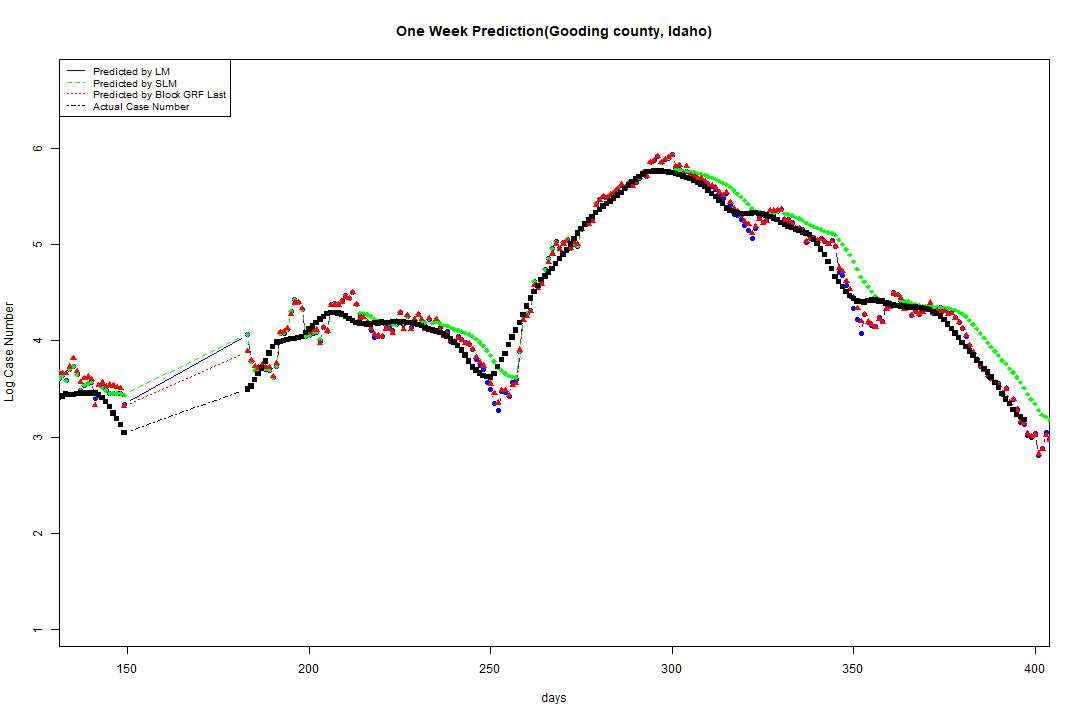 One Week Prediction(Gooding county, Idaho)
Predicted by LM
Predicted by SLM
Predicted by Block GRF Last
Actual Case Number
Log Case Number
6
5
4
3
2
1
150
200
250
300
350
400
days